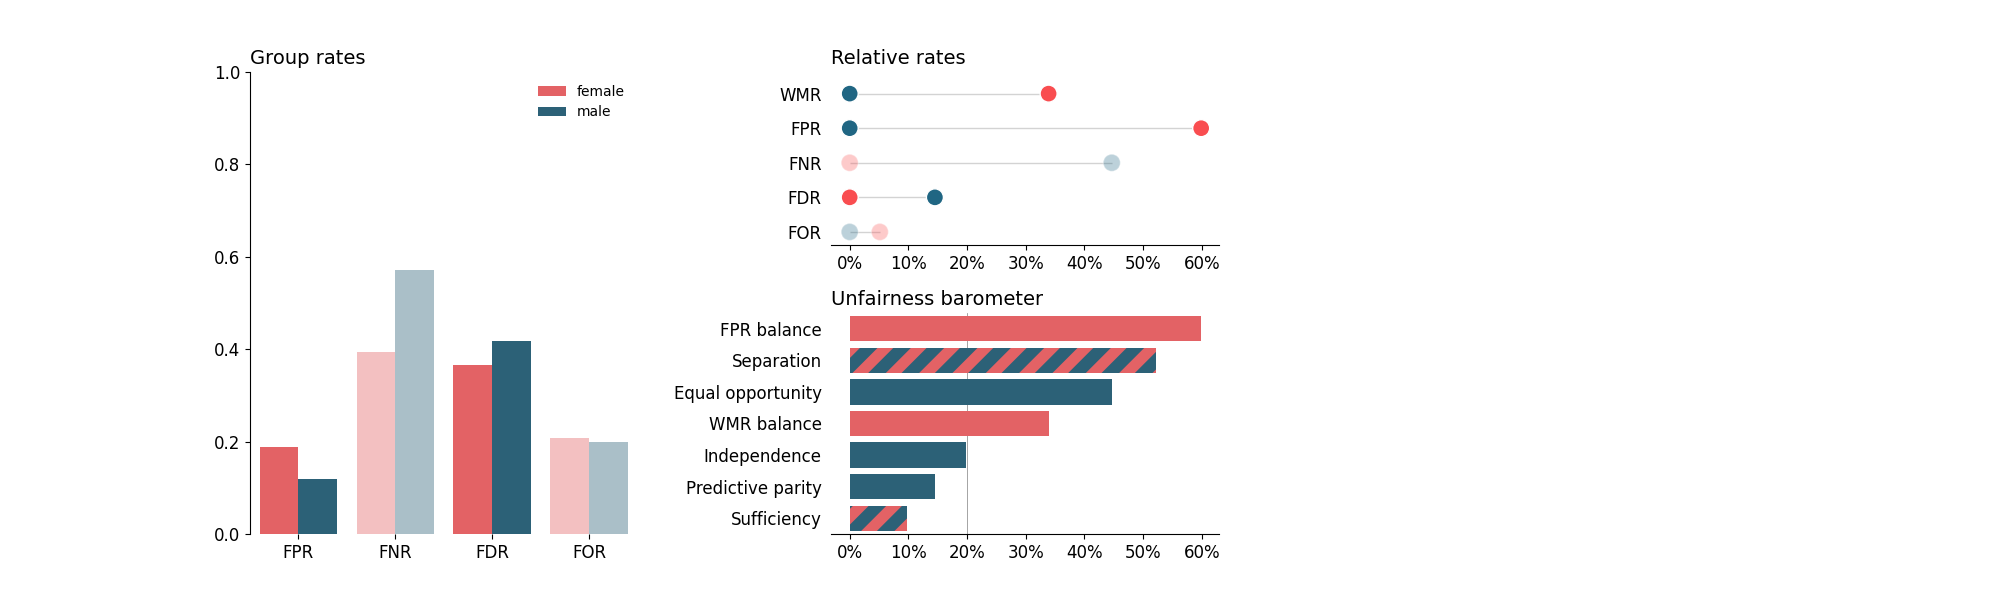 Group rates
1.0
0.8
0.6
0.4
0.2
0.0
female
male
FPR FNR FDR FOR
Relative rates
WMR
FPR
FNR
FDR
FOR
0% 10% 20% 30% 40% 50% 60%
Unfairness barometer
FPR balance
Separation
Equal opportunity
WMR balance
Independence
Predictive parity
Sufficiency
0% 10% 20% 30% 40% 50% 60%